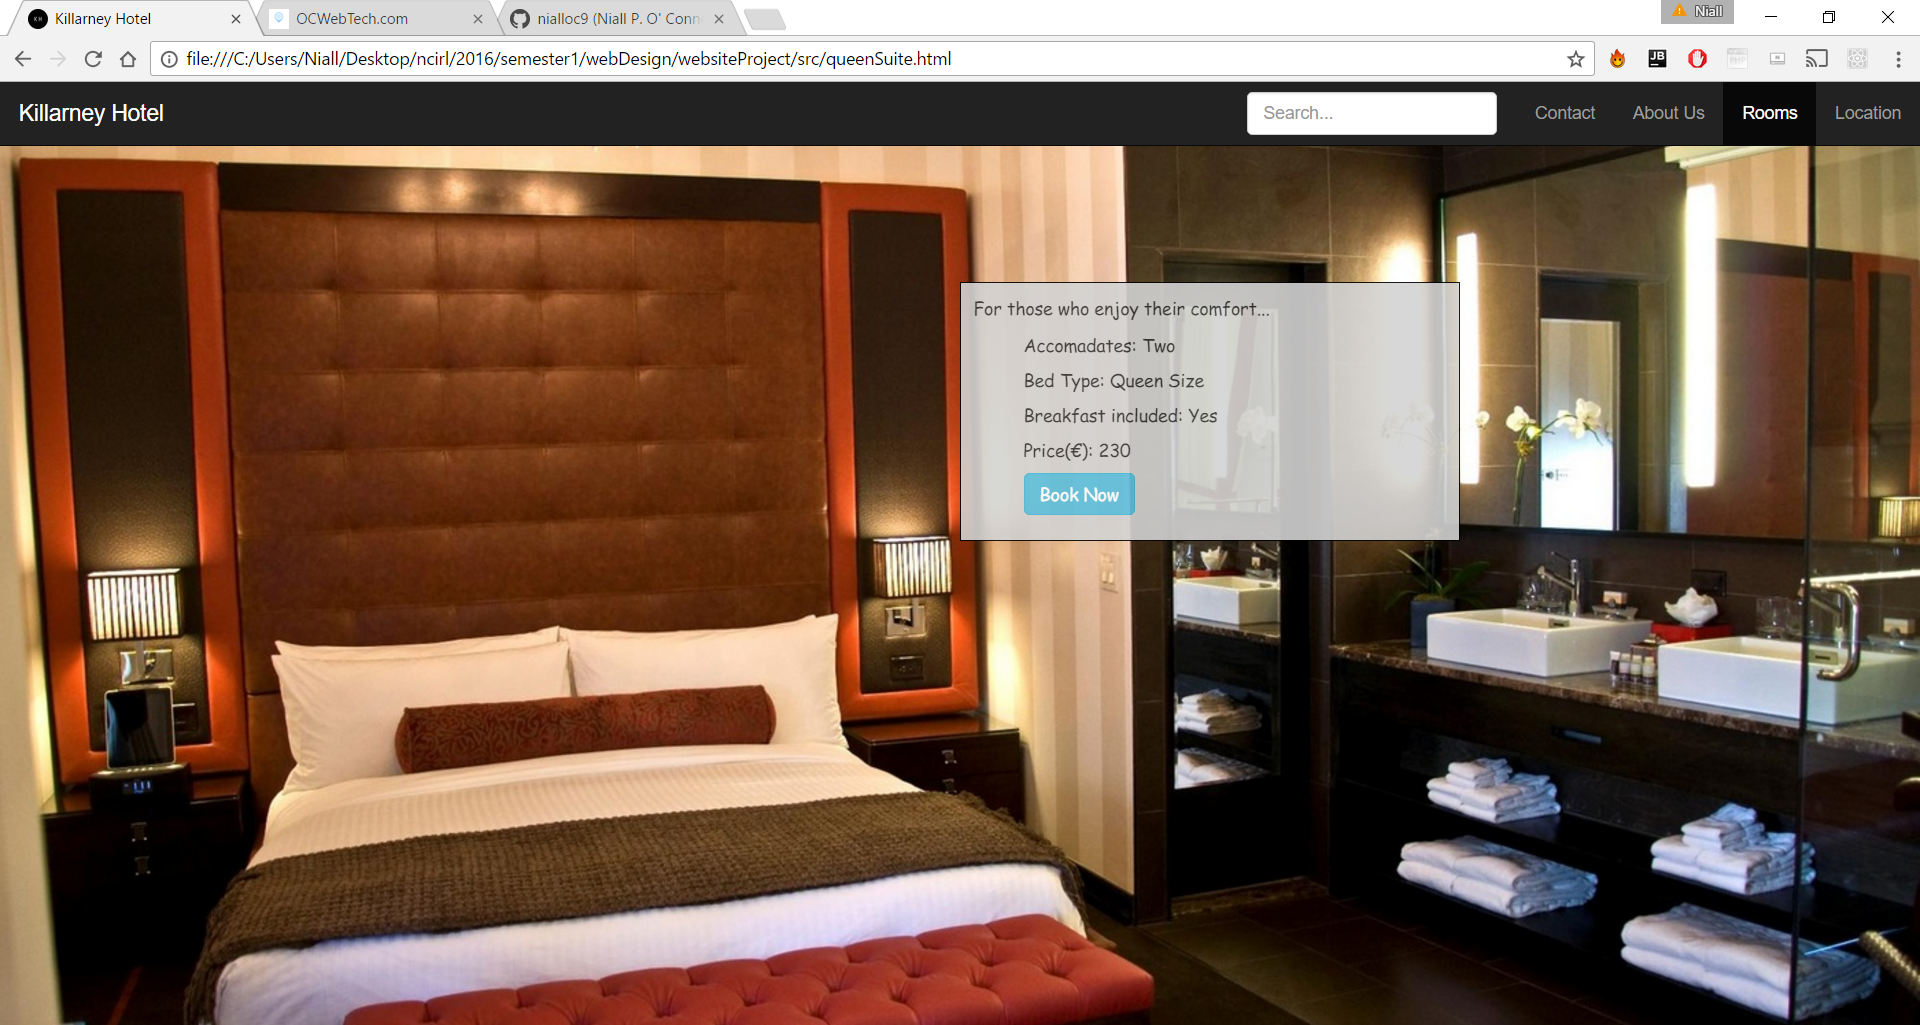 Killarney Hotel
OCWebTech.com
nialloc9 (Niall P. O' Conn
Niall
file:///C:/Users/Niall/Desktop/ncirl/2016/semester1/webDesign/websiteProject/src/queenSuite.html
JB
Killarney Hotel
Search...
Contact
About Us
Rooms
Location
For those who enjoy their comfort...
Accomadates: Two
Bed Type: Queen Size
Breakfast included: Yes
Price(€): 230
Book Now